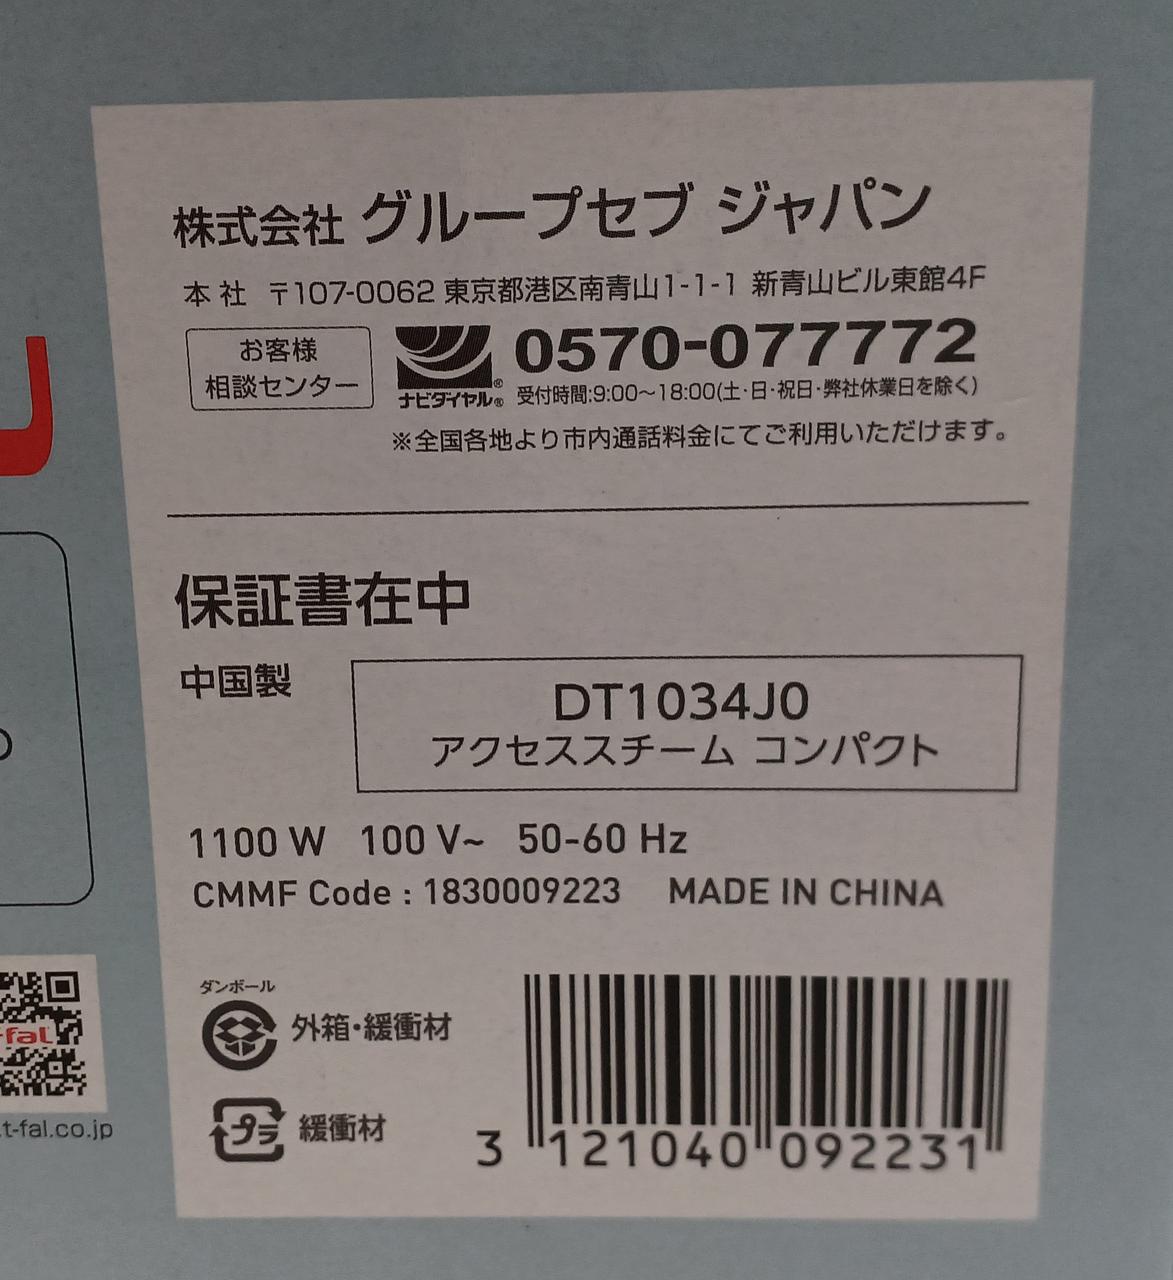 株式会社 グループセブ ジャパン
本 社 〒107-0062 東京都港区南青山1-1-1 新青山ビル東館4F
お客様
相談センター
ナビダイヤル®
®
0570-077772
受付時間:9:00~18:00(土・日・祝日・弊社休業日を除く)
※全国各地より市内通話料金にてご利用いただけます。
保証書在中
中国製
DT1034J0
アクセススチーム コンパクト
1100 W 100 V~ 50-60 Hz
CMMF Code : 1830009223 MADE IN CHINA
ダンボール
外箱・緩衝材
プラ
緩衝材
3 121040 092231
-fal
.t-fal.co.jp